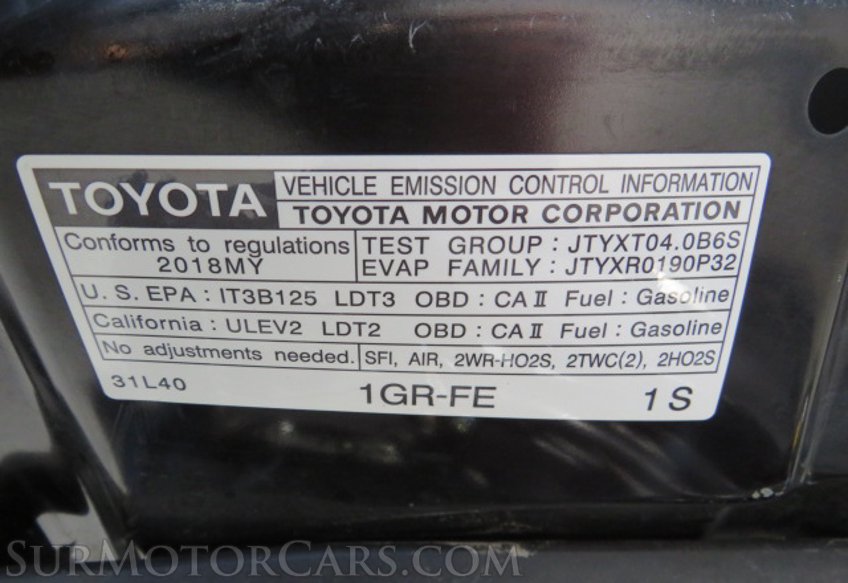 TOYOTA
VEHICLE EMISSION CONTROL INFORMATION
TOYOTA MOTOR CORPORATION
Conforms to regulations
2018MY
TEST GROUP : JTYXT04.0B6S
EVAP FAMILY : JTYXR0190P32
U. S. EPA : IT3B125 LDT3 OBD : CA II Fuel : Gasoline
California : ULEV2 LDT2 OBD : CA II Fuel : Gasoline
No adjustments needed.
SFI, AIR, 2WR-HO2S, 2TWC(2), 2HO2S
31L40
1GR-FE
1 S
SurMotorCars.com